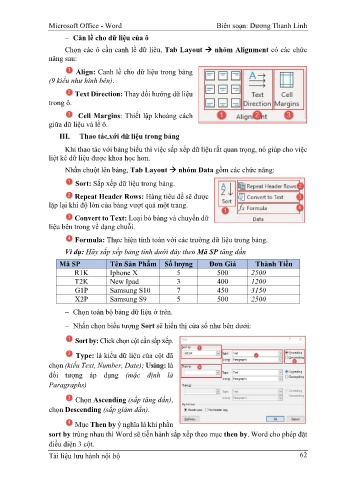 Microsoft Office - Word Biên soạn: Dương Thanh Linh
– Căn lề cho dữ liệu của ô
Chọn các ô cần canh lề dữ liệu, Tab Layout → nhóm Alignment có các chức
năng sau:
1 Align: Canh lề cho dữ liệu trong bảng
(9 kiểu như hình bên).
2 Text Direction: Thay đổi hướng dữ liệu
trong ô.
3 Cell Margins: Thiết lập khoảng cách
giữa dữ liệu và lề ô.
Text Direction
Cell Margins
Alignment
1 2 3
III. Thao tác với dữ liệu trong bảng
Khi thao tác với bảng biểu thì việc sắp xếp dữ liệu rất quan trọng, nó giúp cho việc
liệt kê dữ liệu được khoa học hơn.
Nhấn chuột lên bảng, Tab Layout → nhóm Data gồm các chức năng:
1 Sort: Sắp xếp dữ liệu trong bảng.
2 Repeat Header Rows: Hàng tiêu đề sẽ được
lặp lại khi độ lớn của bảng vượt quá một trang.
3 Convert to Text: Loại bỏ bảng và chuyển dữ
liệu bên trong về dạng chuỗi.
Sort
Repeat Header Rows 2
Convert to Text 3
fx Formula 4
1
Data
4 Formula: Thực hiện tính toán với các trường dữ liệu trong bảng.
Ví dụ: Hãy sắp xếp bảng tính dưới đây theo Mã SP tăng dần
Mã SP Tên Sản Phẩm Số lượng Đơn Giá Thành Tiền
R1K Iphone X 5 500 2500
T2K New Ipad 3 400 1200
G1P Samsung S10 7 450 3150
X2P Samsung S9 5 500 2500
– Chọn toàn bộ bảng dữ liệu ở trên.
– Nhấn chọn biểu tượng Sort sẽ hiển thị cửa sổ như bên dưới:
1 Sort by: Click chọn cột cần sắp xếp.
2 Type: là kiểu dữ liệu của cột đã
chọn (kiểu Text, Number, Date); Using: là
đối tượng áp dụng (mặc định là
Paragraphs)
3 Chọn Ascending (sắp tăng dần),
chọn Descending (sắp giảm dần).
4 Mục Then by ý nghĩa là khi phần
sort by trùng nhau thì Word sẽ tiến hành sắp xếp theo mục then by. Word cho phép đặt
điều điện 3 cột.
Tài liệu lưu hành nội bộ 62